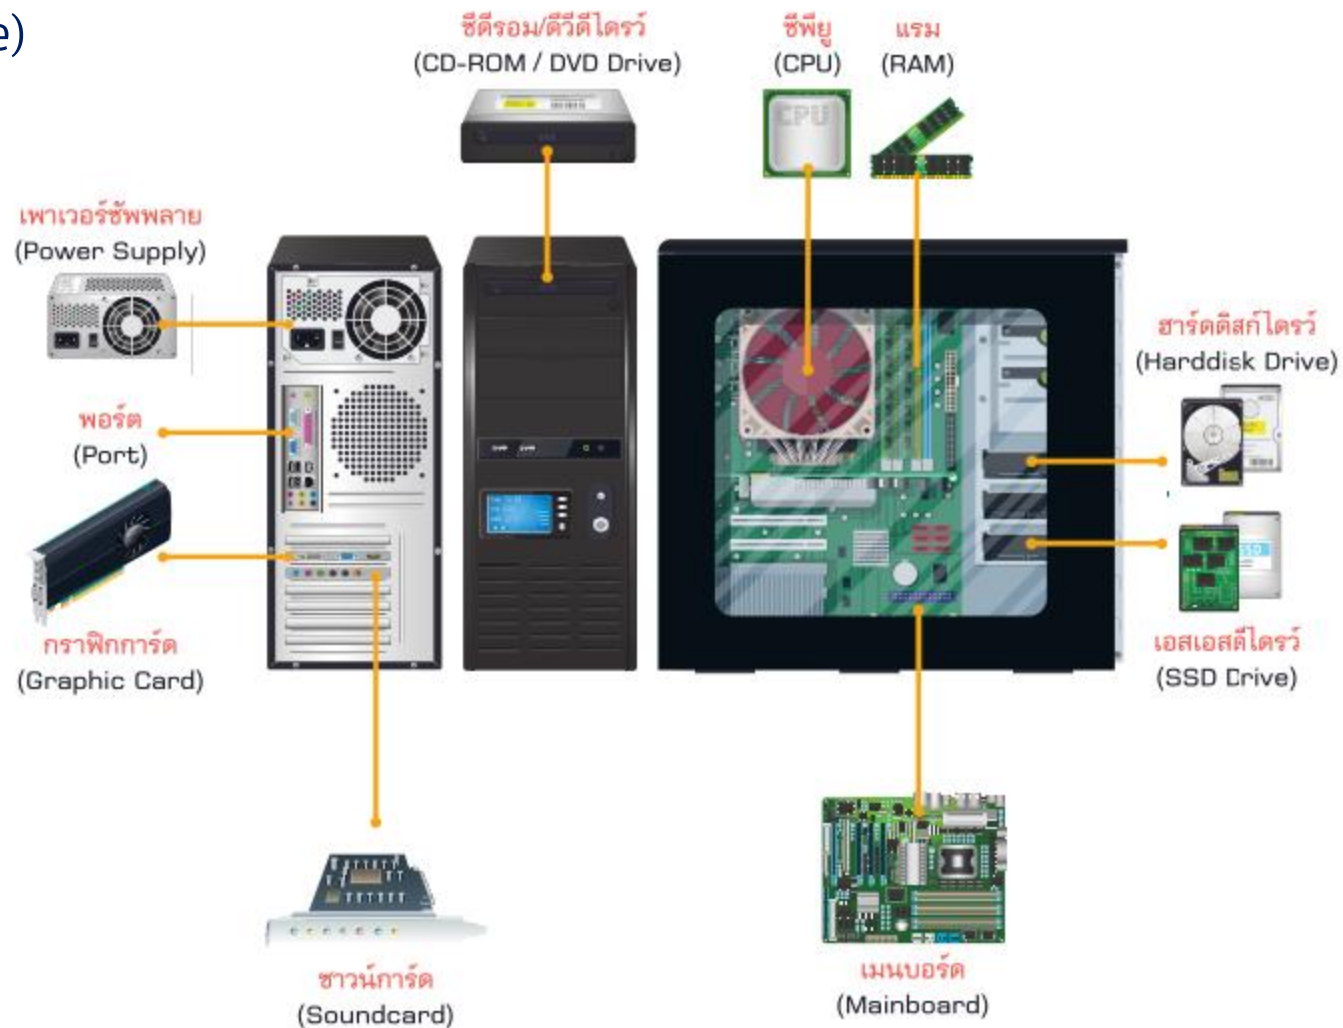 e)
ซีดีรอม/ดีวีดีไดรว์
(CD-ROM / DVD Drive)
ซีพียู
(CPU)
แรม
(RAM)
CPU
เพาเวอร์ซัพพลาย
(Power Supply)
ฮาร์ดดิสก์ไดรว์
(Harddisk Drive)
พอร์ต
(Port)
SSD
กราฟิกการ์ด
(Graphic Card)
เอสเอสดีไดรว์
(SSD Drive)
ซาวน์การ์ด
(Soundcard)
เมนบอร์ด
(Mainboard)